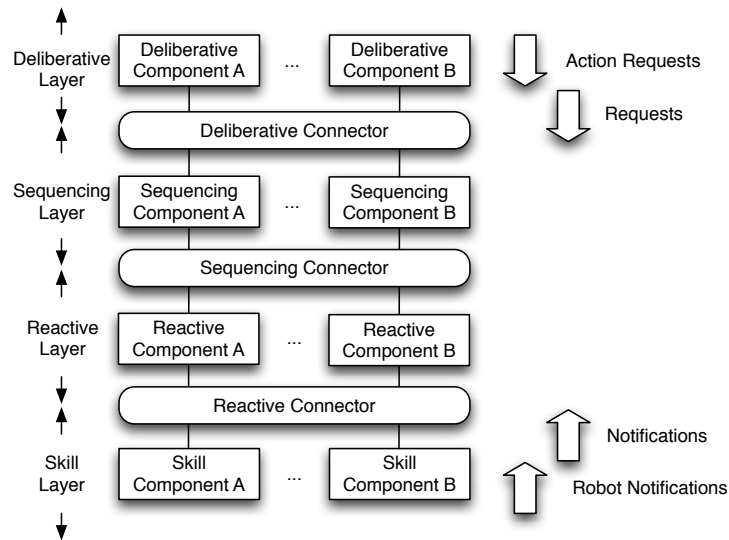 Deliberative
Layer
Deliberative
Component A
...
Deliberative
Component B
Action Requests
Requests
Deliberative Connector
Sequencing
Layer
Sequencing
Component A
...
Sequencing
Component B
Sequencing Connector
Reactive
Layer
Reactive
Component A
...
Reactive
Component B
Reactive Connector
Notifications
Skill
Layer
Skill
Component A
...
Skill
Component B
Robot Notifications